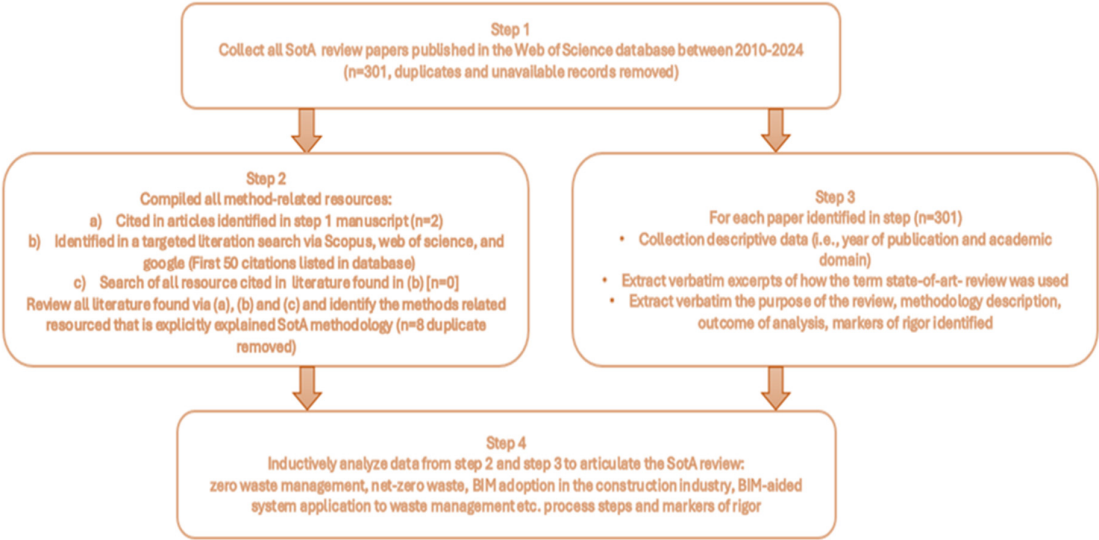 Step 1
Collect all SotA review papers published in the Web of Science database between 2010-2024
(n=301, duplicates and unavailable records removed)
Step 2
Compiled all method-related resources:
a) Cited in articles identified in step 1 manuscript (n=2)
b) Identified in a targeted literation search via Scopus, web of science, and
google (First 50 citations listed in database)
c) Search of all resource cited in literature found in (b) [n=0]
Review all literature found via (a), (b) and (c) and identify the methods related
resourced that is explicitly explained SotA methodology (n=8 duplicate
removed)
Step 3
For each paper identified in step (n=301)
• Collection descriptive data (i.e., year of publication and academic
domain)
• Extract verbatim excerpts of how the term state-of-art- review was used
• Extract verbatim the purpose of the review, methodology description,
outcome of analysis, markers of rigor identified
Step 4
Inductively analyze data from step 2 and step 3 to articulate the SotA review:
zero waste management, net-zero waste, BIM adoption in the construction industry, BIM-aided
system application to waste management etc. process steps and markers of rigor